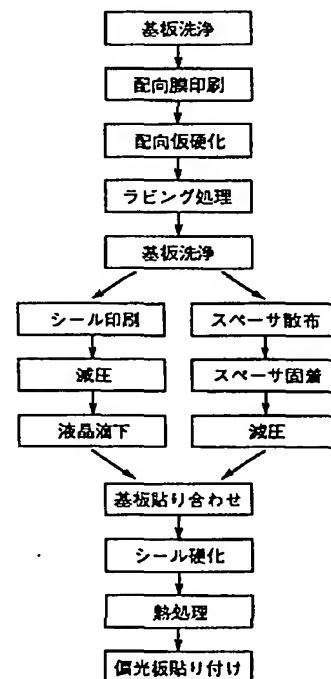 基板洗浄
配向膜印刷
配向仮硬化
ラビング処理
基板洗浄
シール印刷
減圧
液晶滴下
スペーサ散布
スペーサ固着
減圧
基板貼り合わせ
シール硬化
熱処理
偏光板貼り付け